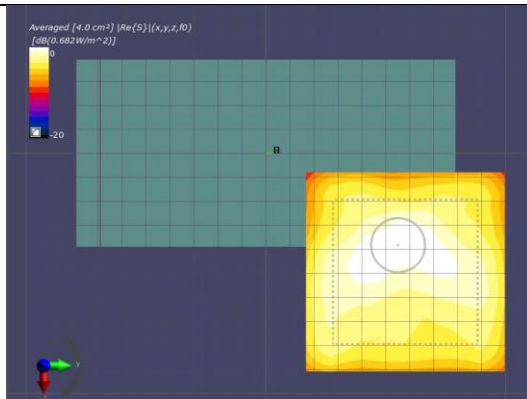 Averaged [4.0 cm²] |Re{S}|(x,y,z,f0)
[dB(0.682W/m^2)]
0
-20
y